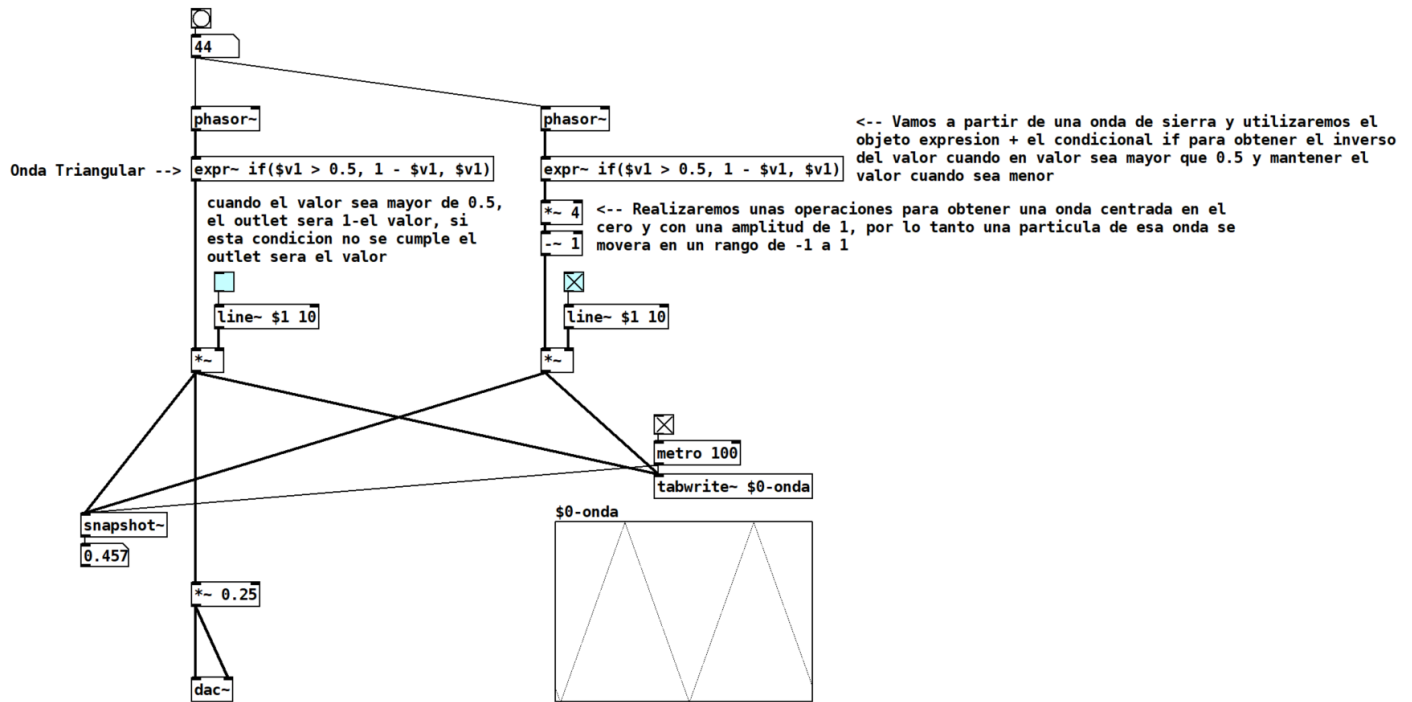 44
phasor~
phasor~
<-- Vamos a partir de una onda de sierra y utilizaremos el
objeto expresion + el condicional if para obtener el inverso
del valor cuando en valor sea mayor que 0.5 y mantener el
valor cuando sea menor
Onda Triangular -->
expr~ if($v1 > 0.5, 1 - $v1, $v1)
expr~ if($v1 > 0.5, 1 - $v1, $v1)
cuando el valor sea mayor de 0.5,
el outlet sera 1-el valor, si
esta condicion no se cumple el
outlet sera el valor
*~ 4
-~ 1
<-- Realizaremos unas operaciones para obtener una onda centrada en el
cero y con una amplitud de 1, por lo tanto una particula de esa onda se
movera en un rango de -1 a 1
line~ $1 10
line~ $1 10
*~
*~
metro 100
tabwrite~ $0-onda
snapshot~
0.457
$0-onda
*~ 0.25
dac~